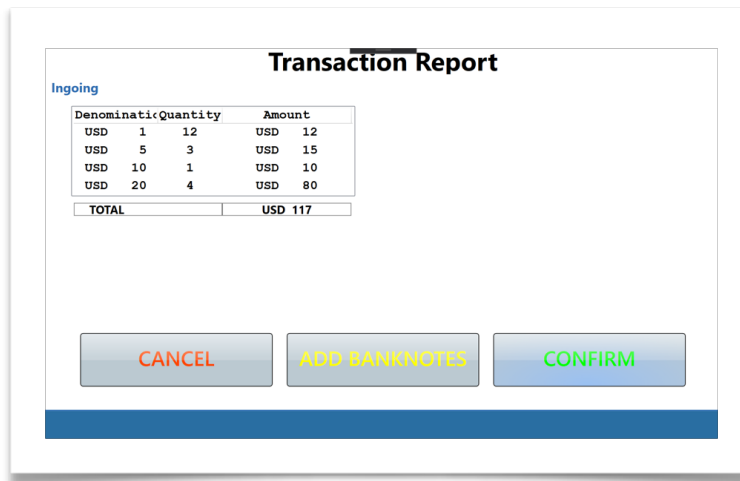 Transaction Report
Ingoing
Denominatic Quantity Amount
USD 1 12 USD 12
USD 5 3 USD 15
USD 10 1 USD 10
USD 20 4 USD 80
TOTAL USD 117
CANCEL ADD BANKNOTES CONFIRM